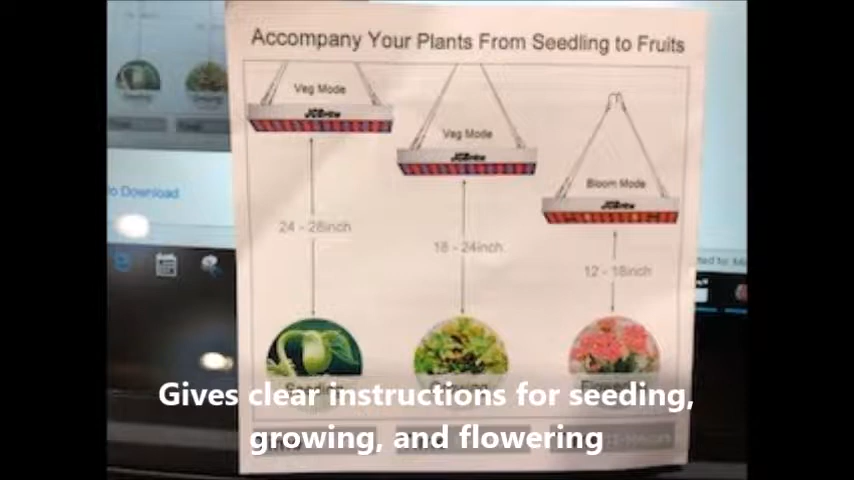 Accompany Your Plants From Seedling to Fruits
Veg Mode
Veg Mode
Bloom Mode
24 - 28inch
18 - 24inch
12 - 18inch
o Download
Gives clear instructions for seeding,
growing, and flowering